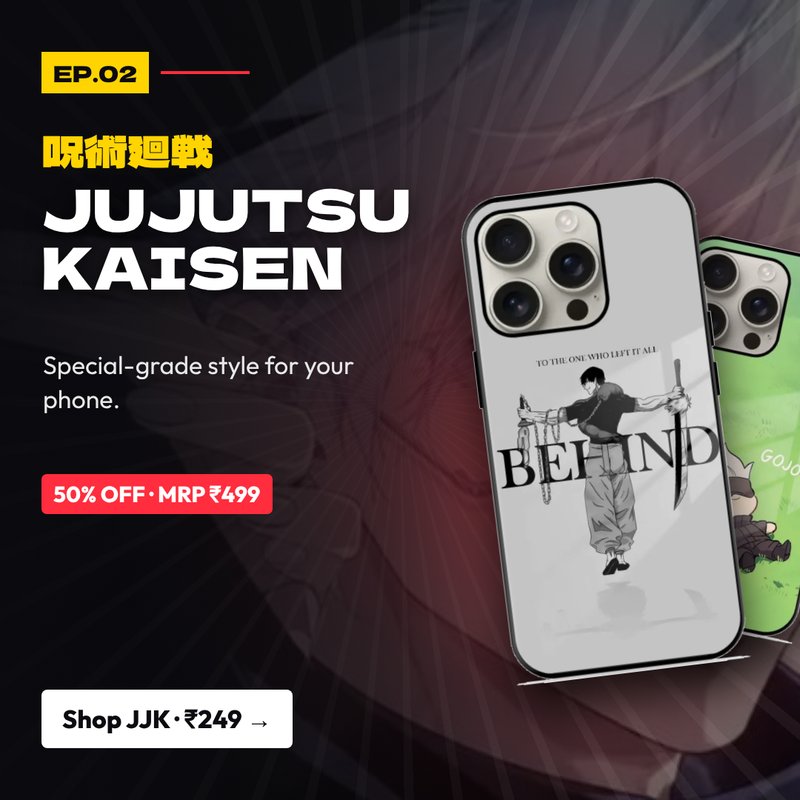 EP.02
呪術廻戦
JUJUTSU
KAISEN
Special-grade style for your
phone.
50% OFF · MRP ₹499
Shop JJK · ₹249 →
TO THE ONE WHO LEFT IT ALL
BEHIND
GOJO